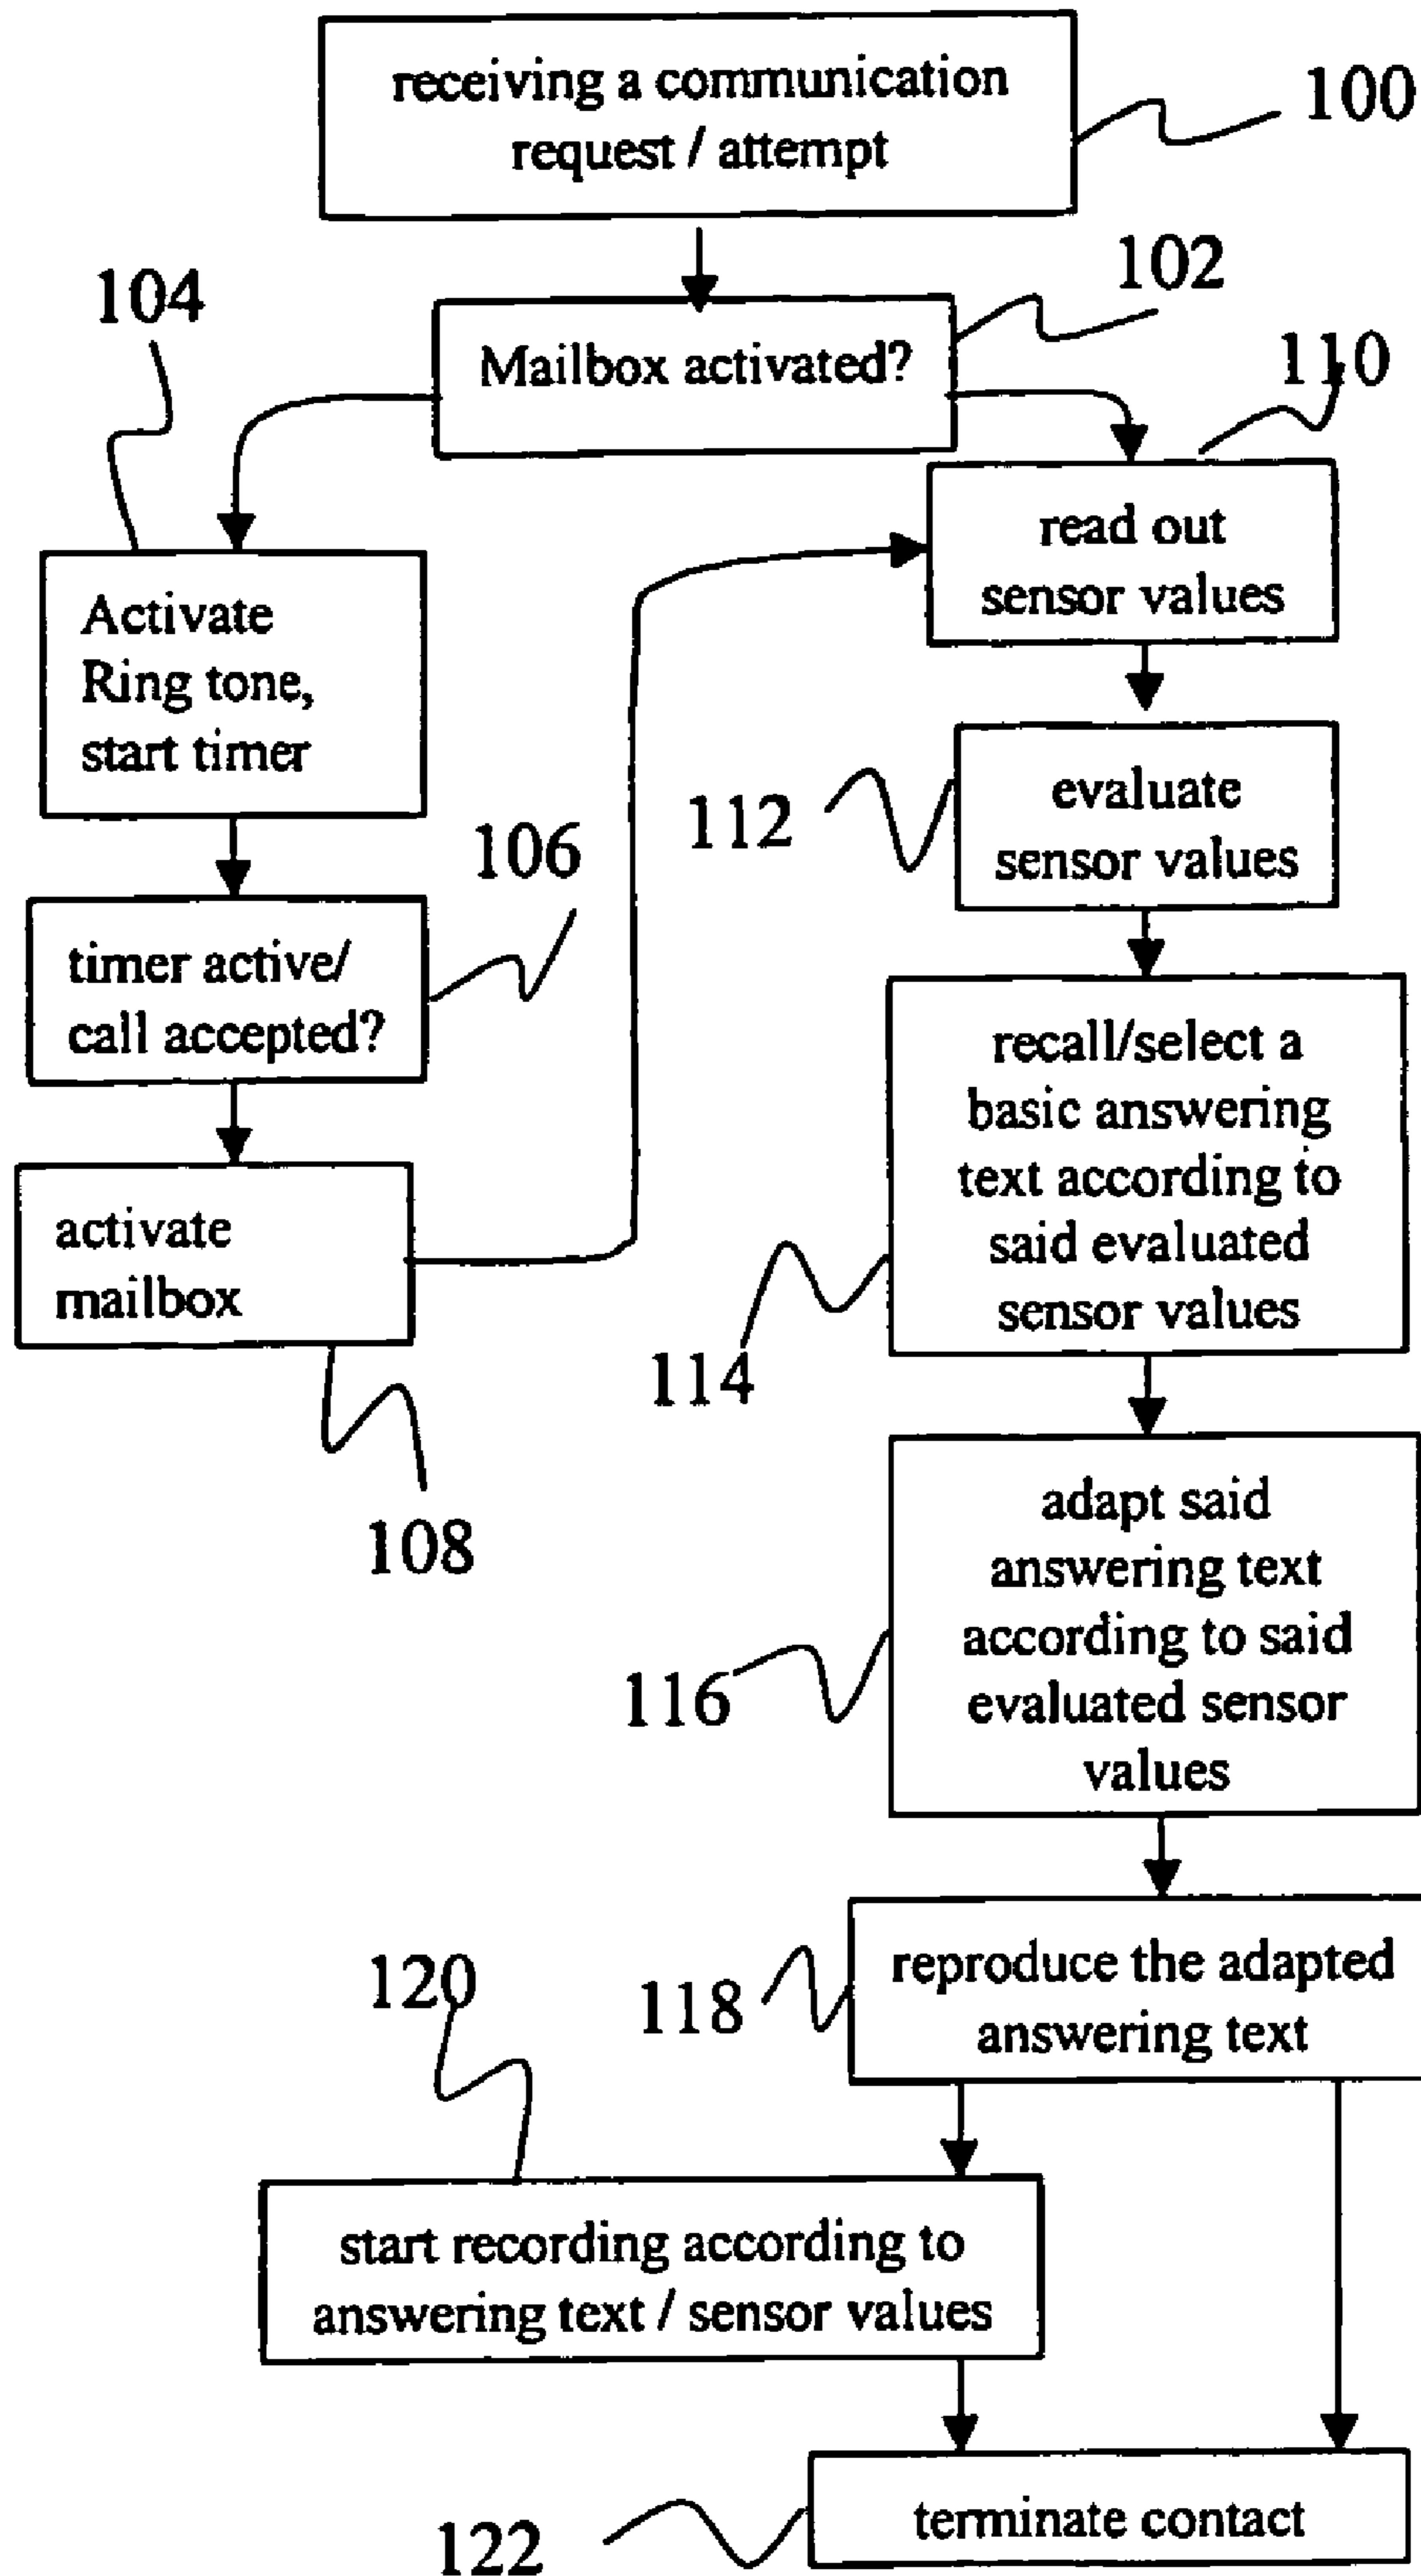 receiving a communication
request / attempt
100
102
Mailbox activated?
104
110
Activate
Ring tone,
start timer
read out
sensor values
106
timer active/
call accepted?
112
evaluate
sensor values
activate
mailbox
108
recall/select a
basic answering
text according to
said evaluated
sensor values
114
adapt said
answering text
according to said
evaluated sensor
values
116
reproduce the adapted
answering text
118
120
start recording according to
answering text / sensor values
terminate contact
122